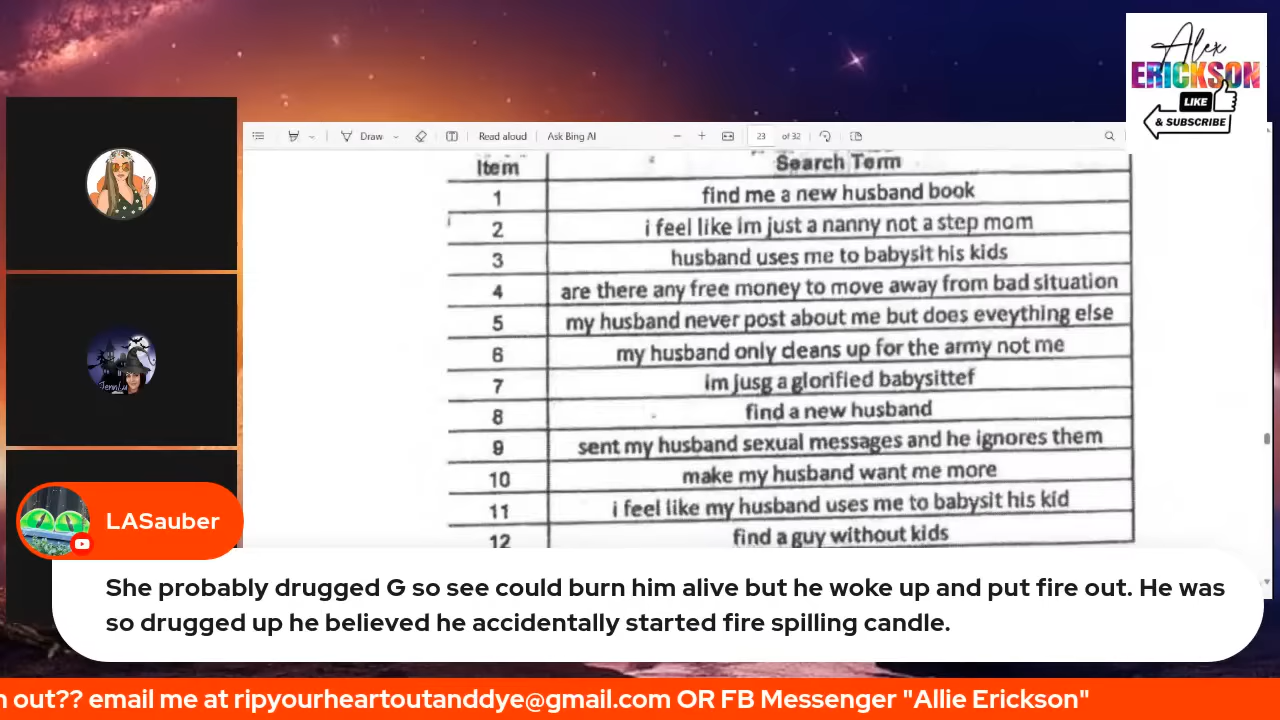 Alex
ERICKSON
LIKE
& SUBSCRIBE
Draw
Read aloud
Ask Bing AI
23
of 32
Item
Search Term
1
find me a new husband book
2
i feel like im just a nanny not a step mom
3
husband uses me to babysit his kids
4
are there any free money to move away from bad situation
5
my husband never post about me but does eveything else
6
my husband only cleans up for the army not me
7
im jusg a glorified babysittef
8
find a new husband
9
sent my husband sexual messages and he ignores them
10
make my husband want me more
11
i feel like my husband uses me to babysit his kid
12
find a guy without kids
LASauber
She probably drugged G so see could burn him alive but he woke up and put fire out. He was
so drugged up he believed he accidentally started fire spilling candle.
out?? email me at ripyourheartoutanddye@gmail.com OR FB Messenger "Allie Erickson"